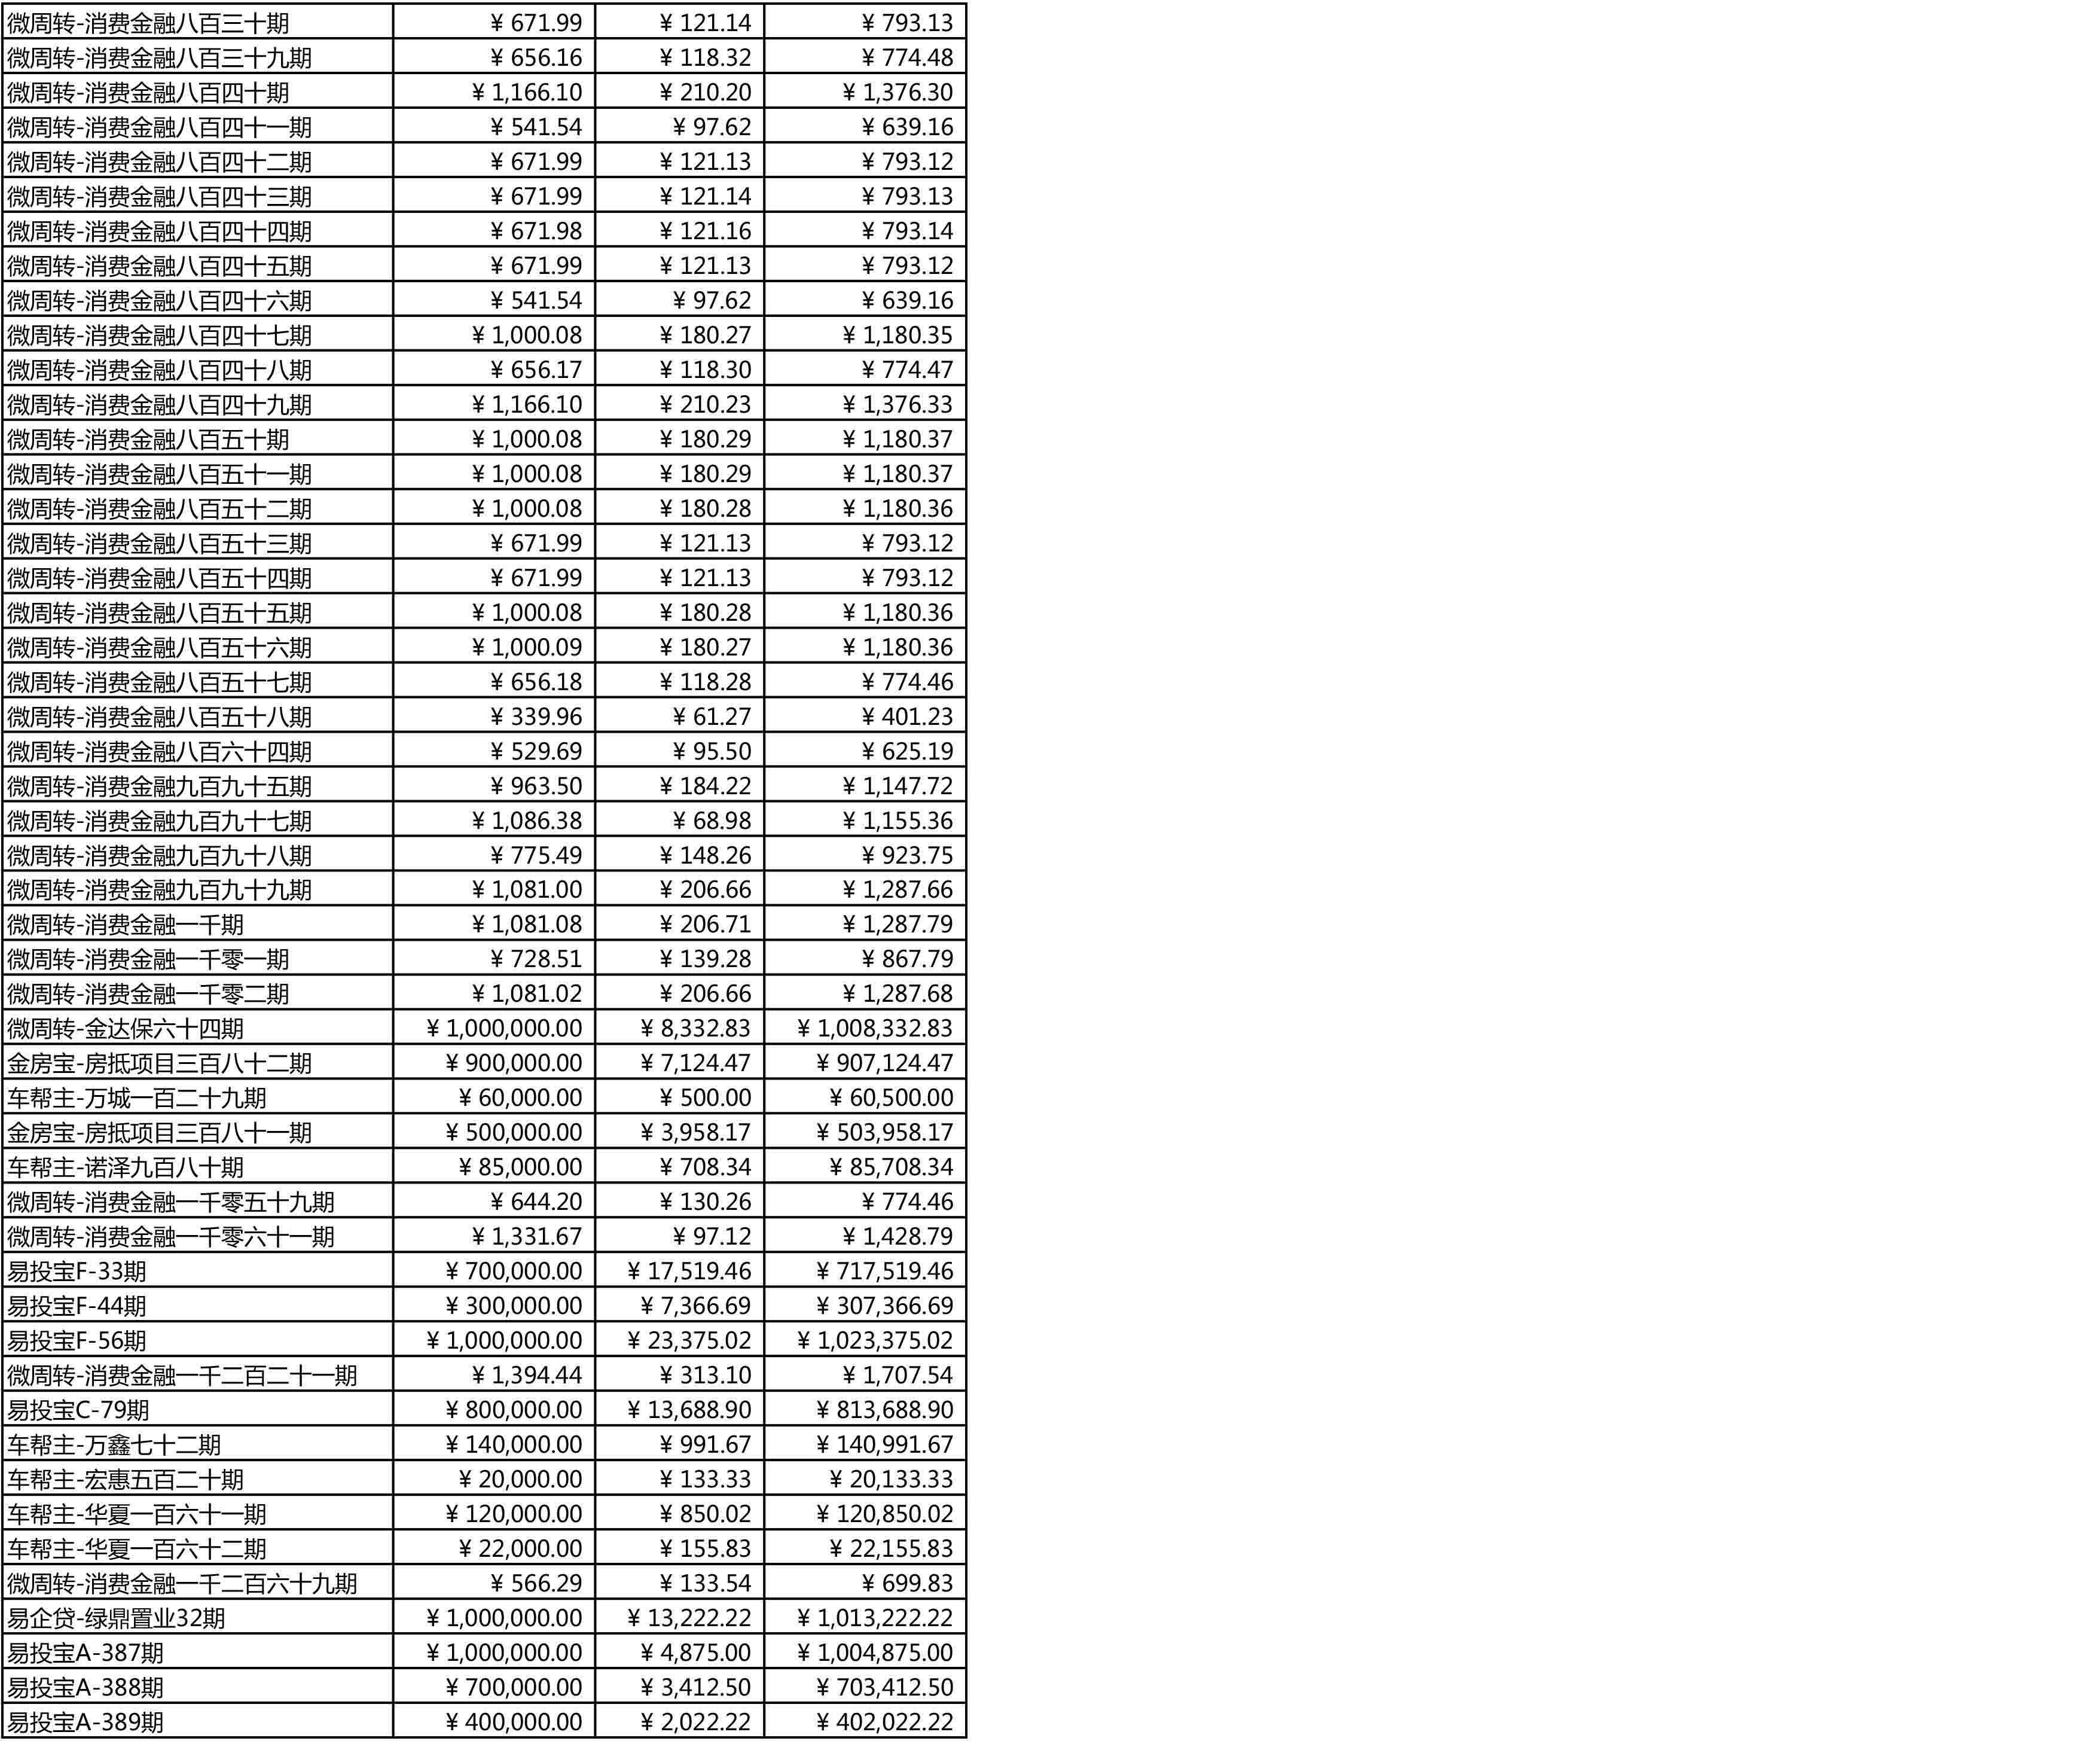 微周转-消费金融八百三十期 ¥ 671.99 ¥ 121.14 ¥ 793.13
微周转-消费金融八百三十九期 ¥ 656.16 ¥ 118.32 ¥ 774.48
微周转-消费金融八百四十期 ¥ 1,166.10 ¥ 210.20 ¥ 1,376.30
微周转-消费金融八百四十一期 ¥ 541.54 ¥ 97.62 ¥ 639.16
微周转-消费金融八百四十二期 ¥ 671.99 ¥ 121.13 ¥ 793.12
微周转-消费金融八百四十三期 ¥ 671.99 ¥ 121.14 ¥ 793.13
微周转-消费金融八百四十四期 ¥ 671.98 ¥ 121.16 ¥ 793.14
微周转-消费金融八百四十五期 ¥ 671.99 ¥ 121.13 ¥ 793.12
微周转-消费金融八百四十六期 ¥ 541.54 ¥ 97.62 ¥ 639.16
微周转-消费金融八百四十七期 ¥ 1,000.08 ¥ 180.27 ¥ 1,180.35
微周转-消费金融八百四十八期 ¥ 656.17 ¥ 118.30 ¥ 774.47
微周转-消费金融八百四十九期 ¥ 1,166.10 ¥ 210.23 ¥ 1,376.33
微周转-消费金融八百五十期 ¥ 1,000.08 ¥ 180.29 ¥ 1,180.37
微周转-消费金融八百五十一期 ¥ 1,000.08 ¥ 180.29 ¥ 1,180.37
微周转-消费金融八百五十二期 ¥ 1,000.08 ¥ 180.28 ¥ 1,180.36
微周转-消费金融八百五十三期 ¥ 671.99 ¥ 121.13 ¥ 793.12
微周转-消费金融八百五十四期 ¥ 671.99 ¥ 121.13 ¥ 793.12
微周转-消费金融八百五十五期 ¥ 1,000.08 ¥ 180.28 ¥ 1,180.36
微周转-消费金融八百五十六期 ¥ 1,000.09 ¥ 180.27 ¥ 1,180.36
微周转-消费金融八百五十七期 ¥ 656.18 ¥ 118.28 ¥ 774.46
微周转-消费金融八百五十八期 ¥ 339.96 ¥ 61.27 ¥ 401.23
微周转-消费金融八百六十四期 ¥ 529.69 ¥ 95.50 ¥ 625.19
微周转-消费金融九百九十五期 ¥ 963.50 ¥ 184.22 ¥ 1,147.72
微周转-消费金融九百九十七期 ¥ 1,086.38 ¥ 68.98 ¥ 1,155.36
微周转-消费金融九百九十八期 ¥ 775.49 ¥ 148.26 ¥ 923.75
微周转-消费金融九百九十九期 ¥ 1,081.00 ¥ 206.66 ¥ 1,287.66
微周转-消费金融一千期 ¥ 1,081.08 ¥ 206.71 ¥ 1,287.79
微周转-消费金融一千零一期 ¥ 728.51 ¥ 139.28 ¥ 867.79
微周转-消费金融一千零二期 ¥ 1,081.02 ¥ 206.66 ¥ 1,287.68
微周转-金达保六十四期 ¥ 1,000,000.00 ¥ 8,332.83 ¥ 1,008,332.83
金房宝-房抵项目三百八十二期 ¥ 900,000.00 ¥ 7,124.47 ¥ 907,124.47
车帮主-万城一百二十九期 ¥ 60,000.00 ¥ 500.00 ¥ 60,500.00
金房宝-房抵项目三百八十一期 ¥ 500,000.00 ¥ 3,958.17 ¥ 503,958.17
车帮主-诺泽九百八十期 ¥ 85,000.00 ¥ 708.34 ¥ 85,708.34
微周转-消费金融一千零五十九期 ¥ 644.20 ¥ 130.26 ¥ 774.46
微周转-消费金融一千零六十一期 ¥ 1,331.67 ¥ 97.12 ¥ 1,428.79
易投宝F-33期 ¥ 700,000.00 ¥ 17,519.46 ¥ 717,519.46
易投宝F-44期 ¥ 300,000.00 ¥ 7,366.69 ¥ 307,366.69
易投宝F-56期 ¥ 1,000,000.00 ¥ 23,375.02 ¥ 1,023,375.02
微周转-消费金融一千二百二十一期 ¥ 1,394.44 ¥ 313.10 ¥ 1,707.54
易投宝C-79期 ¥ 800,000.00 ¥ 13,688.90 ¥ 813,688.90
车帮主-万鑫七十二期 ¥ 140,000.00 ¥ 991.67 ¥ 140,991.67
车帮主-宏惠五百二十期 ¥ 20,000.00 ¥ 133.33 ¥ 20,133.33
车帮主-华夏一百六十一期 ¥ 120,000.00 ¥ 850.02 ¥ 120,850.02
车帮主-华夏一百六十二期 ¥ 22,000.00 ¥ 155.83 ¥ 22,155.83
微周转-消费金融一千二百六十九期 ¥ 566.29 ¥ 133.54 ¥ 699.83
易企贷-绿鼎置业32期 ¥ 1,000,000.00 ¥ 13,222.22 ¥ 1,013,222.22
易投宝A-387期 ¥ 1,000,000.00 ¥ 4,875.00 ¥ 1,004,875.00
易投宝A-388期 ¥ 700,000.00 ¥ 3,412.50 ¥ 703,412.50
易投宝A-389期 ¥ 400,000.00 ¥ 2,022.22 ¥ 402,022.22